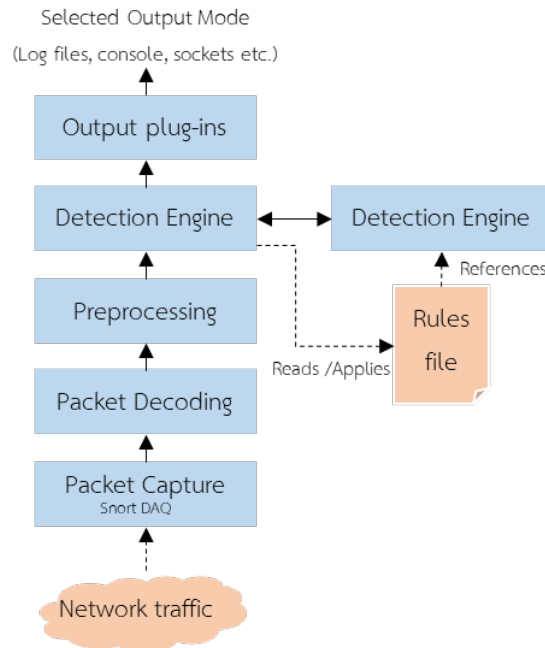 Selected Output Mode
(Log files, console, sockets etc.)
Output plug-ins
Detection Engine
Detection Engine
References
Preprocessing
Rules
file
Reads /Applies
Packet Decoding
Packet Capture
Snort DAQ
Network traffic